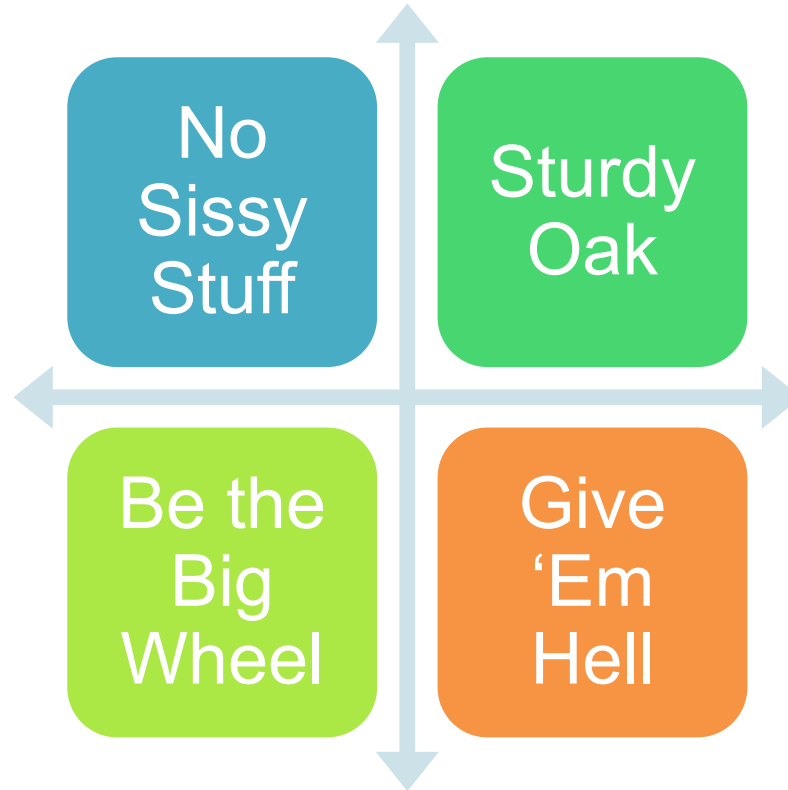 No
Sissy
Stuff
Sturdy
Oak
Be the
Big
Wheel
Give
‘Em
Hell